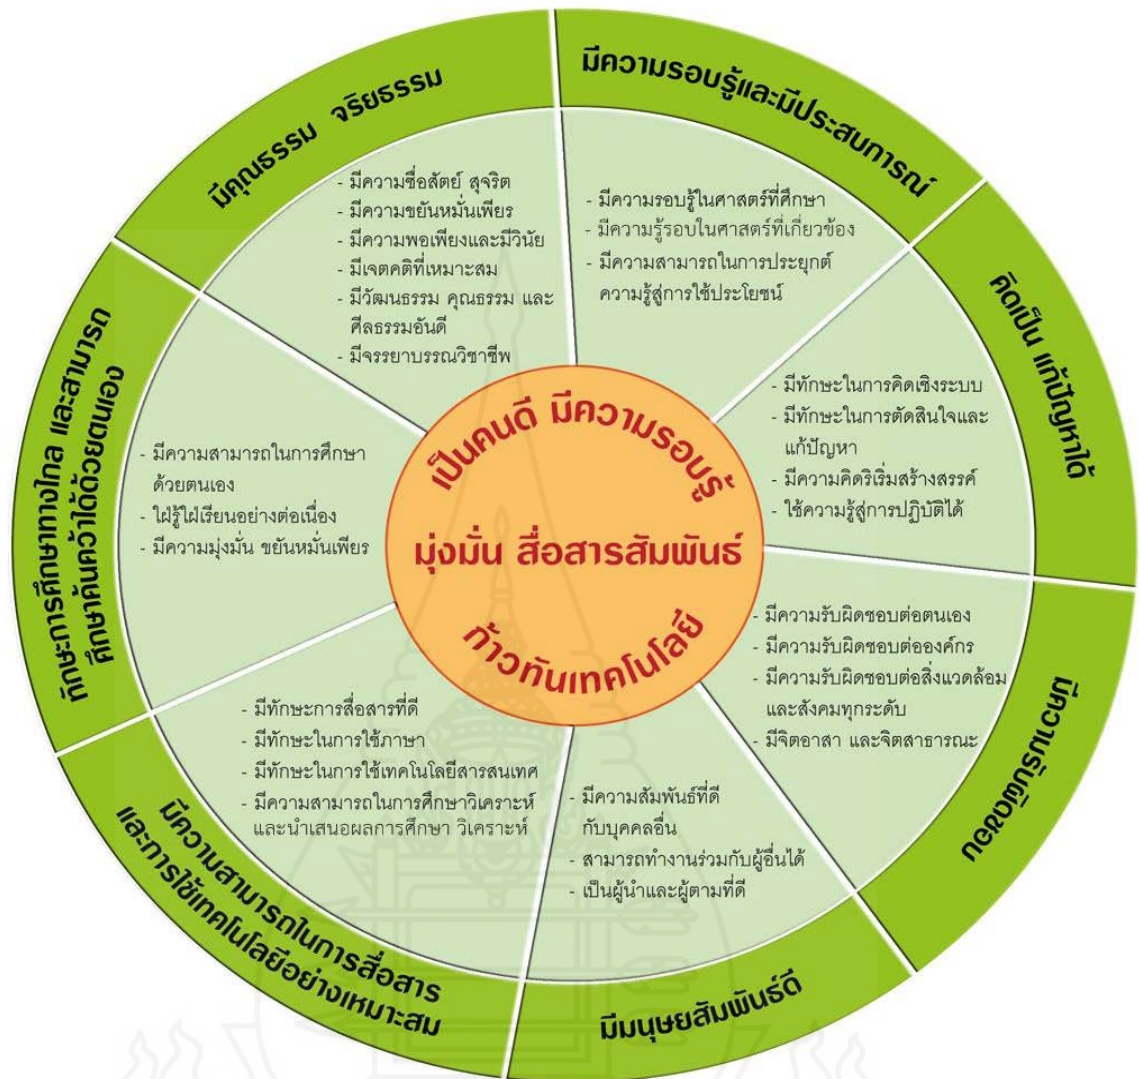 มีคุณธรรม จริยธรรม
- มีความซื่อสัตย์ สุจริต
- มีความขยันหมั่นเพียร
- มีความพอเพียงและมีวินัย
- มีเจตคติที่เหมาะสม
- มีวัฒนธรรม คุณธรรม และ
ศีลธรรมอันดี
- มีจรรยาบรรณวิชาชีพ
มีความรอบรู้และมีประสบการณ์
- มีความรอบรู้ในศาสตร์ที่ศึกษา
- มีความรู้รอบในศาสตร์ที่เกี่ยวข้อง
- มีความสามารถในการประยุกต์
ความรู้สู่การใช้ประโยชน์
คิดเป็น แก้ปัญหาได้
- มีทักษะในการคิดเชิงระบบ
- มีทักษะในการตัดสินใจและ
แก้ปัญหา
- มีความคิดริเริ่มสร้างสรรค์
- ใช้ความรู้สู่การปฏิบัติได้
มีความรับผิดชอบ
- มีความรับผิดชอบต่อตนเอง
- มีความรับผิดชอบต่อองค์กร
- มีความรับผิดชอบต่อสิ่งแวดล้อม
และสังคมทุกระดับ
- มีจิตอาสา และจิตสาธารณะ
มีมนุษยสัมพันธ์ดี
- มีความสัมพันธ์ที่ดี
กับบุคคลอื่น
- สามารถทำงานร่วมกับผู้อื่นได้
- เป็นผู้นำและผู้ตามที่ดี
มีความสามารถในการสื่อสาร
และการใช้เทคโนโลยีอย่างเหมาะสม
- มีทักษะการสื่อสารที่ดี
- มีทักษะในการใช้ภาษา
- มีทักษะในการใช้เทคโนโลยีสารสนเทศ
- มีความสามารถในการศึกษาวิเคราะห์
และนำเสนอผลการศึกษา วิเคราะห์
ทักษะการศึกษาทางไกล และสามารถ
ศึกษาค้นคว้าได้ด้วยตนเอง
- มีความสามารถในการศึกษา
ด้วยตนเอง
- ใฝ่รู้ใฝ่เรียนอย่างต่อเนื่อง
- มีความมุ่งมั่น ขยันหมั่นเพียร
เป็นคนดี มีความรอบรู้
มุ่งมั่น สื่อสารสัมพันธ์
ก้าวทันเทคโนโลยี